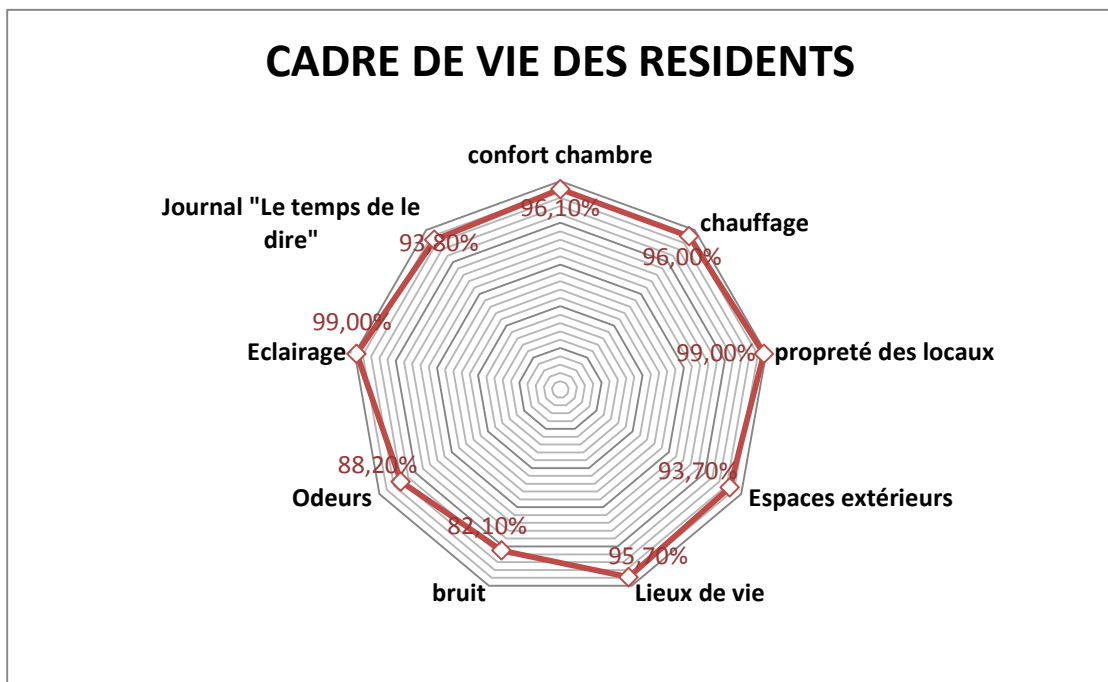 CADRE DE VIE DES RESIDENTS
confort chambre
96,10%
chauffage
96,00%
propreté des locaux
99,00%
Espaces extérieurs
93,70%
Lieux de vie
95,70%
bruit
82,10%
Odeurs
88,20%
Eclairage
99,00%
Journal "Le temps de le
dire"
93,80%